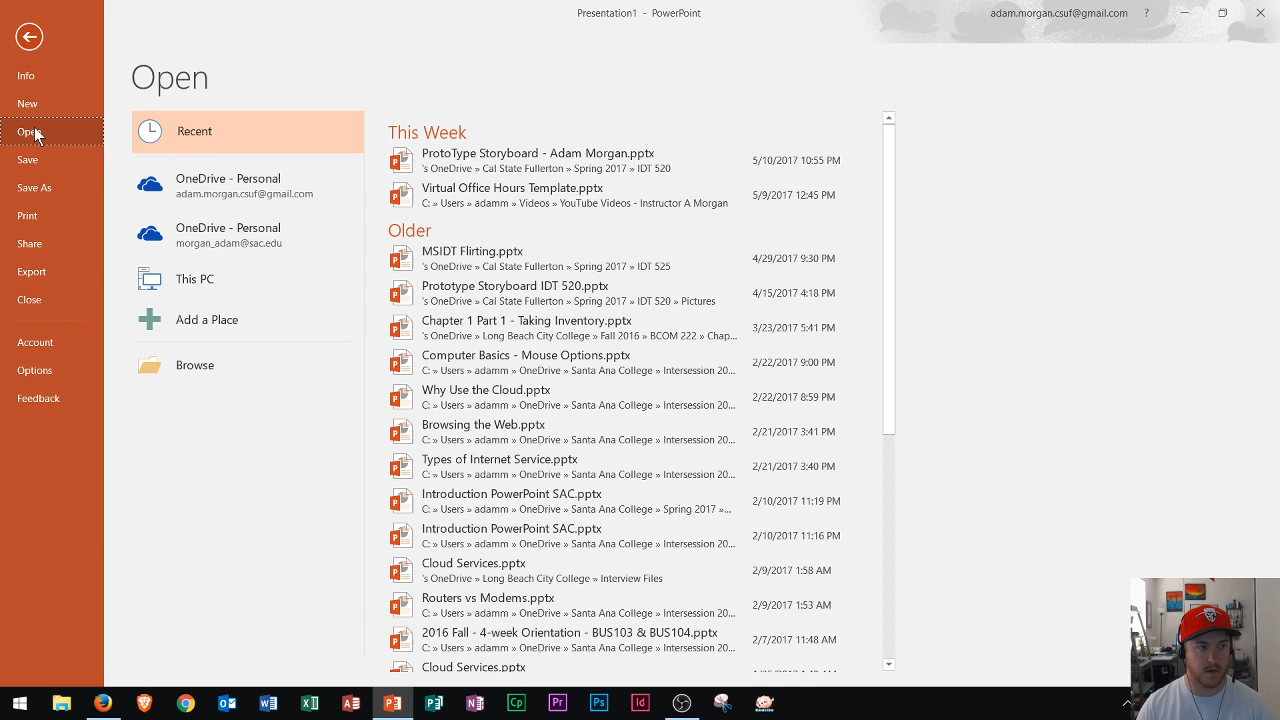 Presentation1 - PowerPoint
adam.morgan.csuf@gmail.com
?
Info
New
Open
Save
Save As
Print
Share
Export
Close
Account
Options
Feedback
Open
Recent
OneDrive - Personal
adam.morgan.csuf@gmail.com
OneDrive - Personal
morgan_adam@sac.edu
This PC
Add a Place
Browse
This Week
ProtoType Storyboard - Adam Morgan.pptx
5/10/2017 10:55 PM
's OneDrive » Cal State Fullerton » Spring 2017 » IDT 520
Virtual Office Hours Template.pptx
5/9/2017 12:45 PM
C: » Users » adamm » Videos » YouTube Videos - Instructor A Morgan
Older
MSIDT Flirting.pptx
4/29/2017 9:30 PM
's OneDrive » Cal State Fullerton » Spring 2017 » IDT 525
Prototype Storyboard IDT 520.pptx
4/15/2017 4:18 PM
's OneDrive » Cal State Fullerton » Spring 2017 » IDT 520 » Pictures
Chapter 1 Part 1 - Taking Inventory.pptx
3/23/2017 5:41 PM
's OneDrive » Long Beach City College » Fall 2016 » BCOM 222 » Chap...
Computer Basics - Mouse Options.pptx
2/22/2017 9:00 PM
C: » Users » adamm » OneDrive » Santa Ana College » Intersession 20...
Why Use the Cloud.pptx
2/22/2017 8:59 PM
C: » Users » adamm » OneDrive » Santa Ana College » Intersession 20...
Browsing the Web.pptx
2/21/2017 3:41 PM
C: » Users » adamm » OneDrive » Santa Ana College » Intersession 20...
Types of Internet Service.pptx
2/21/2017 3:40 PM
C: » Users » adamm » OneDrive » Santa Ana College » Intersession 20...
Introduction PowerPoint SAC.pptx
2/10/2017 11:19 PM
C: » Users » adamm » OneDrive » Santa Ana College » Spring 2017 »...
Introduction PowerPoint SAC.pptx
2/10/2017 11:16 PM
C: » Users » adamm » OneDrive » Santa Ana College » Intersession 20...
Cloud Services.pptx
2/9/2017 1:58 AM
's OneDrive » Long Beach City College » Interview Files
Routers vs Modems.pptx
2/9/2017 1:53 AM
C: » Users » adamm » OneDrive » Santa Ana College » Intersession 20...
2016 Fall - 4-week Orientation - BUS103 & BUS104.pptx
2/7/2017 11:48 AM
C: » Users » adamm » OneDrive » Santa Ana College » Intersession 20...
Cloud Services.pptx